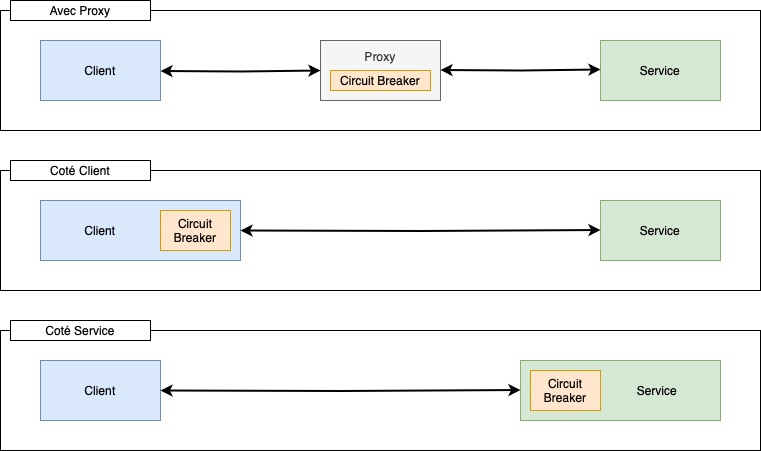 Avec Proxy
Client
Proxy
Circuit Breaker
Service
Coté Client
Client
Circuit
Breaker
Service
Coté Service
Client
Circuit
Breaker
Service